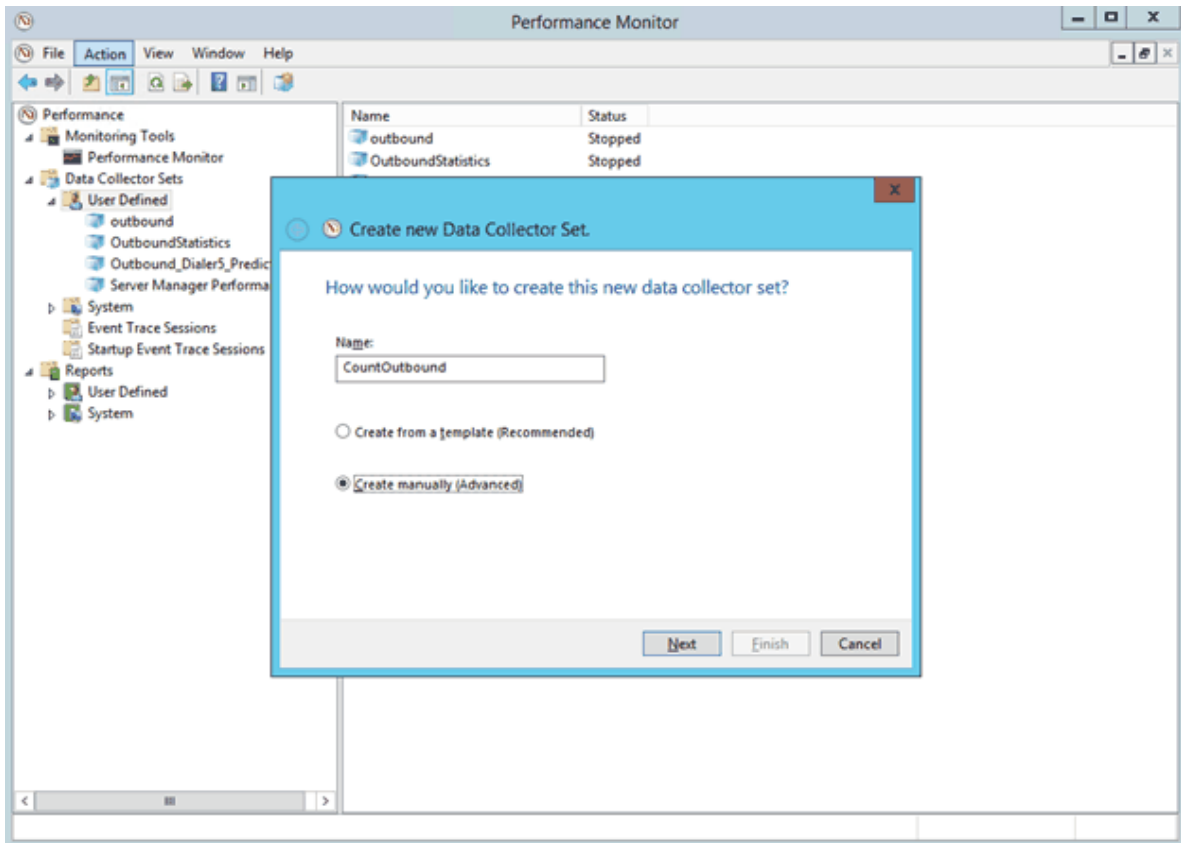 Performance Monitor
File Action View Window Help
Performance
Monitoring Tools
Performance Monitor
Data Collector Sets
User Defined
outbound
OutboundStatistics
Outbound_Dialer5_Predic
Server Manager Performa
System
Event Trace Sessions
Startup Event Trace Sessions
Reports
User Defined
System
Name Status
outbound Stopped
OutboundStatistics Stopped
Create new Data Collector Set.
How would you like to create this new data collector set?
Name:
CountOutbound
Create from a template (Recommended)
Create manually (Advanced)
Next Finish Cancel